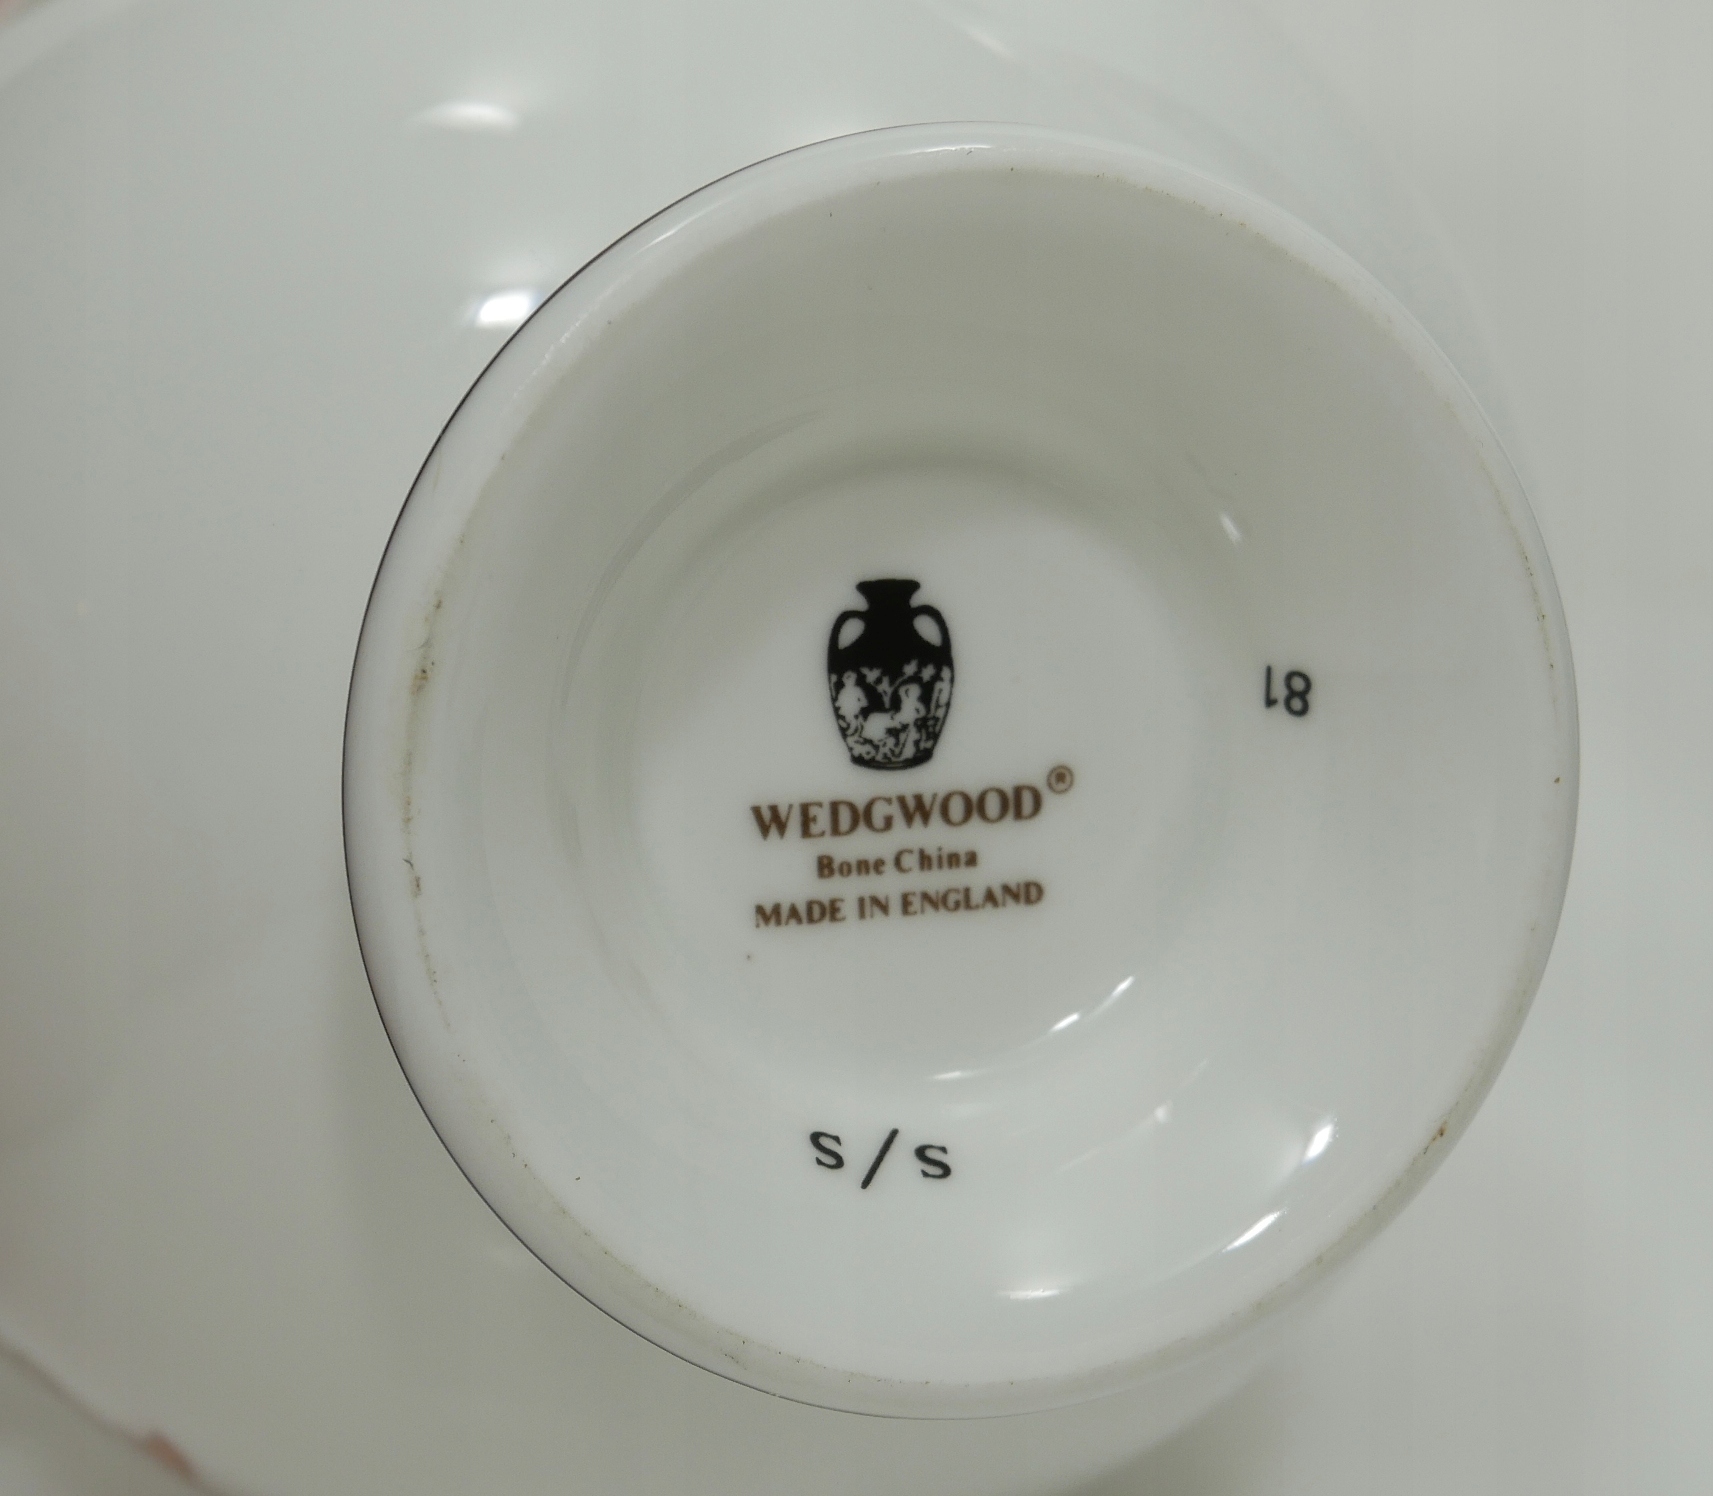 WEDGWOOD®
Bone China
MADE IN ENGLAND
81
S/S